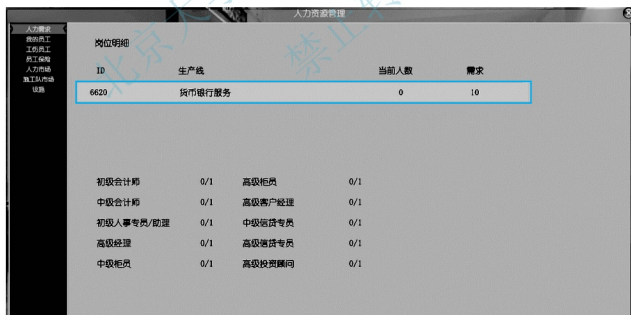 人力资源管理
人力需求
我的员工
工伤员工
员工保险
人力市场
施工队市场
设施
岗位明细
ID 生产线 当前人数 需求
6620 货币银行服务 0 10
初级会计师 0/1 高级柜员 0/1
中级会计师 0/1 高级客户经理 0/1
初级人事专员/助理 0/1 中级信贷专员 0/1
高级经理 0/1 高级信贷专员 0/1
中级柜员 0/1 高级投资顾问 0/1